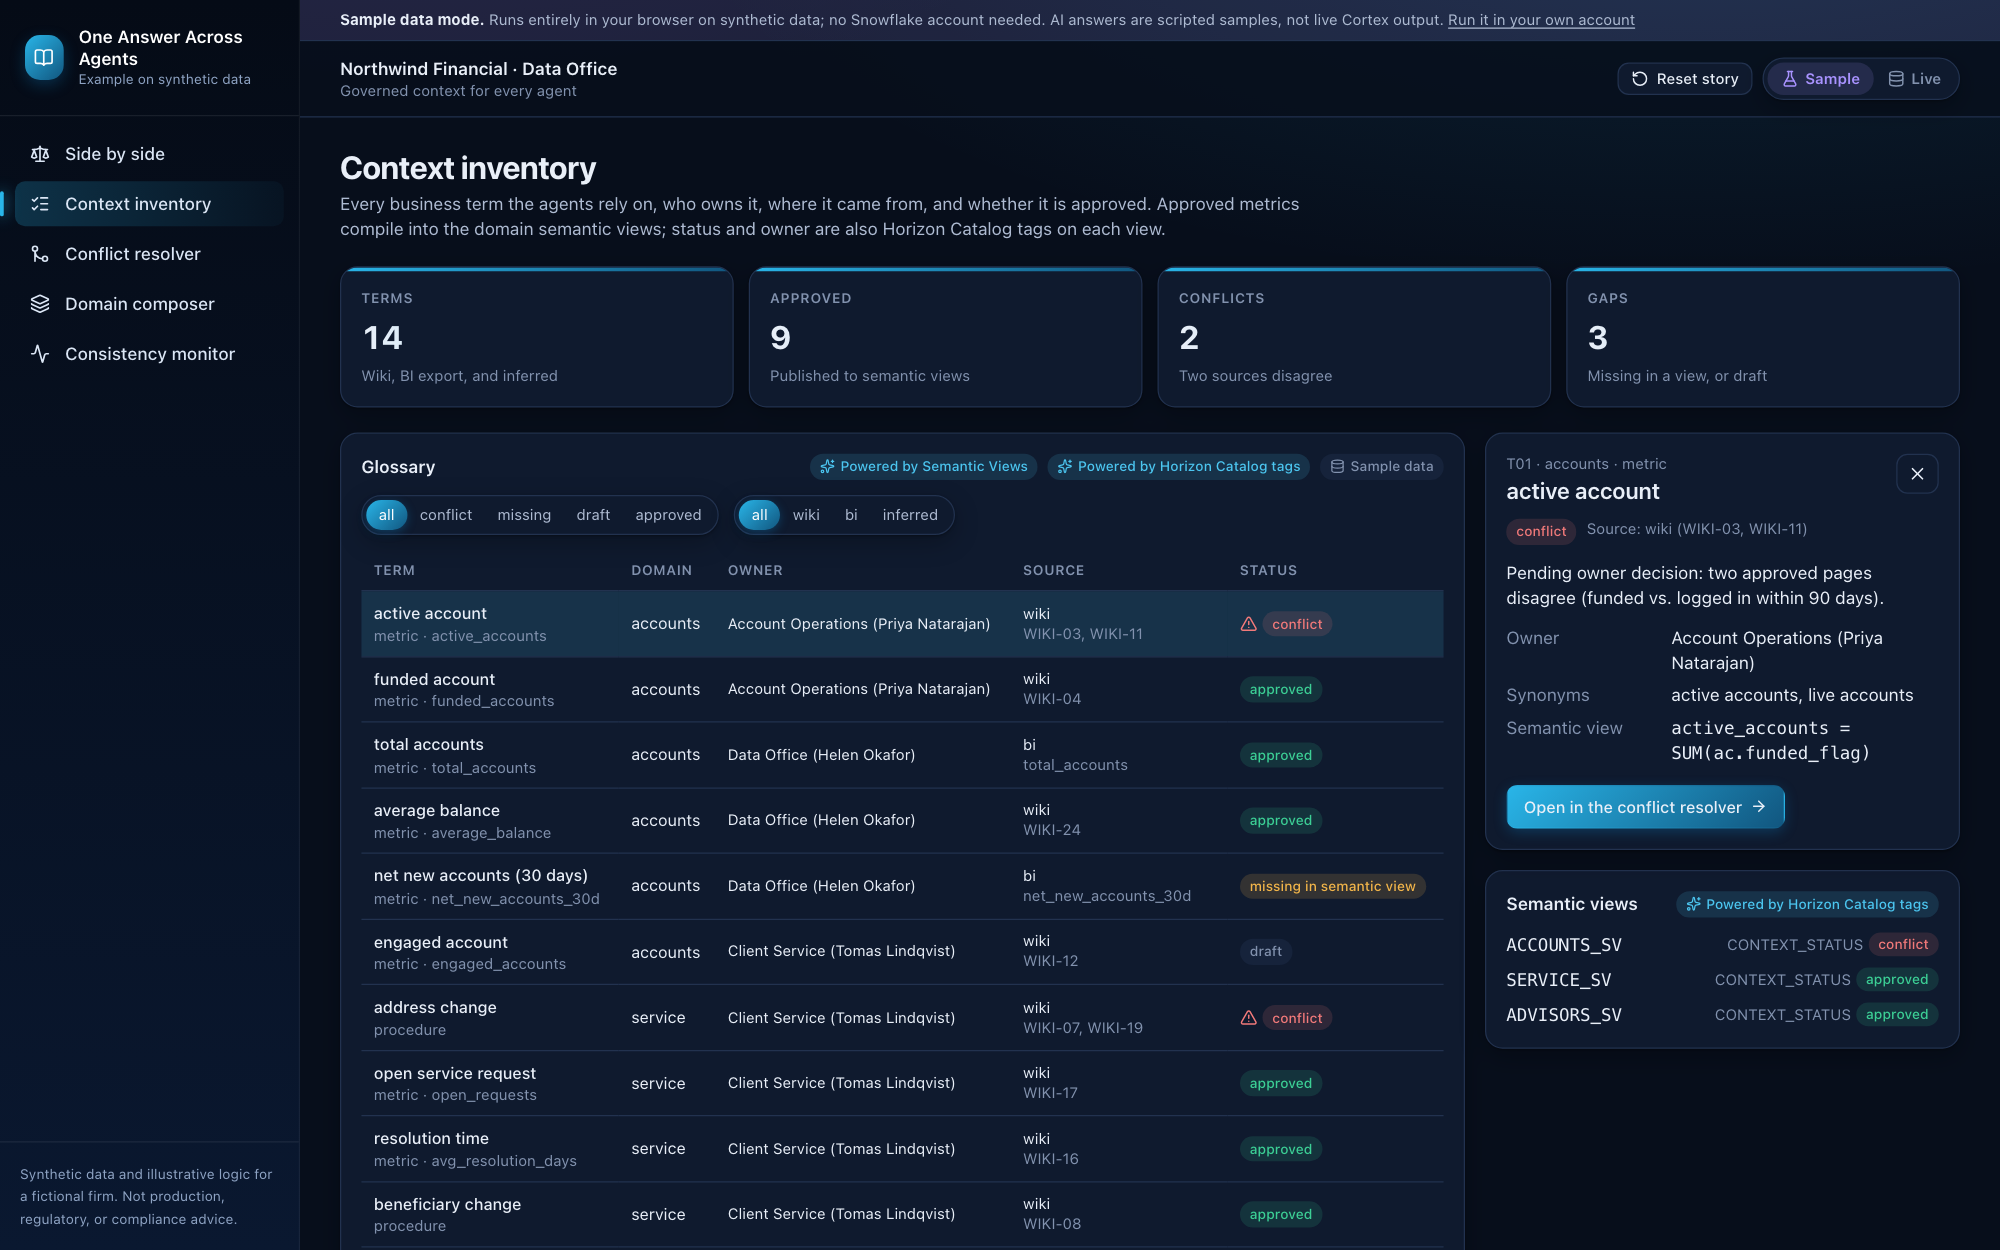 One Answer Across
Agents
Example on synthetic data
Side by side
Context inventory
Conflict resolver
Domain composer
Consistency monitor
Synthetic data and illustrative logic for
a fictional firm. Not production,
regulatory, or compliance advice.
Sample data mode. Runs entirely in your browser on synthetic data; no Snowflake account needed. AI answers are scripted samples, not live Cortex output. Run it in your own account
Northwind Financial · Data Office
Governed context for every agent
Reset story
Sample
Live
Context inventory
Every business term the agents rely on, who owns it, where it came from, and whether it is approved. Approved metrics
compile into the domain semantic views; status and owner are also Horizon Catalog tags on each view.
TERMS
14
Wiki, BI export, and inferred
APPROVED
9
Published to semantic views
CONFLICTS
2
Two sources disagree
GAPS
3
Missing in a view, or draft
Glossary
Powered by Semantic Views
Powered by Horizon Catalog tags
Sample data
all conflict missing draft approved
all wiki bi inferred
TERM DOMAIN OWNER SOURCE STATUS
active account
metric · active_accounts
accounts
Account Operations (Priya Natarajan)
wiki
WIKI-03, WIKI-11
conflict
funded account
metric · funded_accounts
accounts
Account Operations (Priya Natarajan)
wiki
WIKI-04
approved
total accounts
metric · total_accounts
accounts
Data Office (Helen Okafor)
bi
total_accounts
approved
average balance
metric · average_balance
accounts
Data Office (Helen Okafor)
wiki
WIKI-24
approved
net new accounts (30 days)
metric · net_new_accounts_30d
accounts
Data Office (Helen Okafor)
bi
net_new_accounts_30d
missing in semantic view
engaged account
metric · engaged_accounts
accounts
Client Service (Tomas Lindqvist)
wiki
WIKI-12
draft
address change
procedure
service
Client Service (Tomas Lindqvist)
wiki
WIKI-07, WIKI-19
conflict
open service request
metric · open_requests
service
Client Service (Tomas Lindqvist)
wiki
WIKI-17
approved
resolution time
metric · avg_resolution_days
service
Client Service (Tomas Lindqvist)
wiki
WIKI-16
approved
beneficiary change
procedure
service
Client Service (Tomas Lindqvist)
wiki
WIKI-08
approved
T01 · accounts · metric
active account
conflict
Source: wiki (WIKI-03, WIKI-11)
Pending owner decision: two approved pages
disagree (funded vs. logged in within 90 days).
Owner
Account Operations (Priya
Natarajan)
Synonyms
active accounts, live accounts
Semantic view
active_accounts =
SUM(ac.funded_flag)
Open in the conflict resolver
Semantic views
Powered by Horizon Catalog tags
ACCOUNTS_SV CONTEXT_STATUS conflict
SERVICE_SV CONTEXT_STATUS approved
ADVISORS_SV CONTEXT_STATUS approved